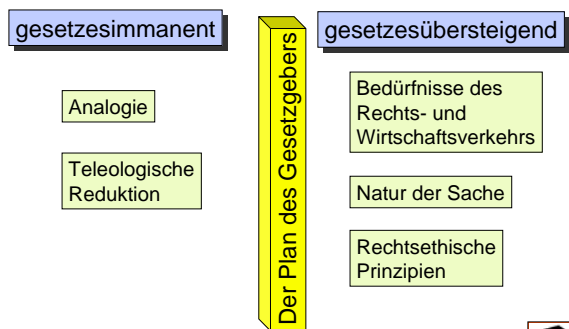 gesetzesimmanent
Analogie
Teleologische
Reduktion
Der Plan des Gesetzgebers
gesetzesübersteigend
Bedürfnisse des
Rechts- und
Wirtschaftsverkehrs
Natur der Sache
Rechtsethische
Prinzipien